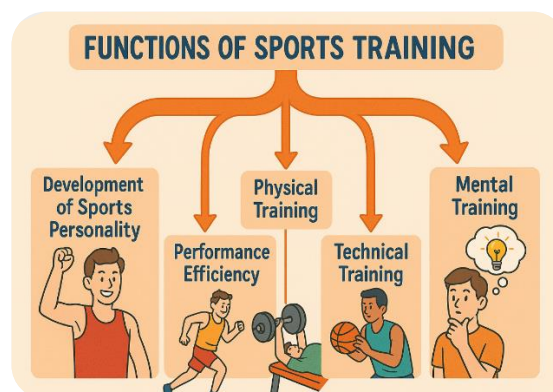 FUNCTIONS OF SPORTS TRAINING
Development
of Sports
Personality
Performance
Efficiency
Physical
Training
Technical
Training
Mental
Training